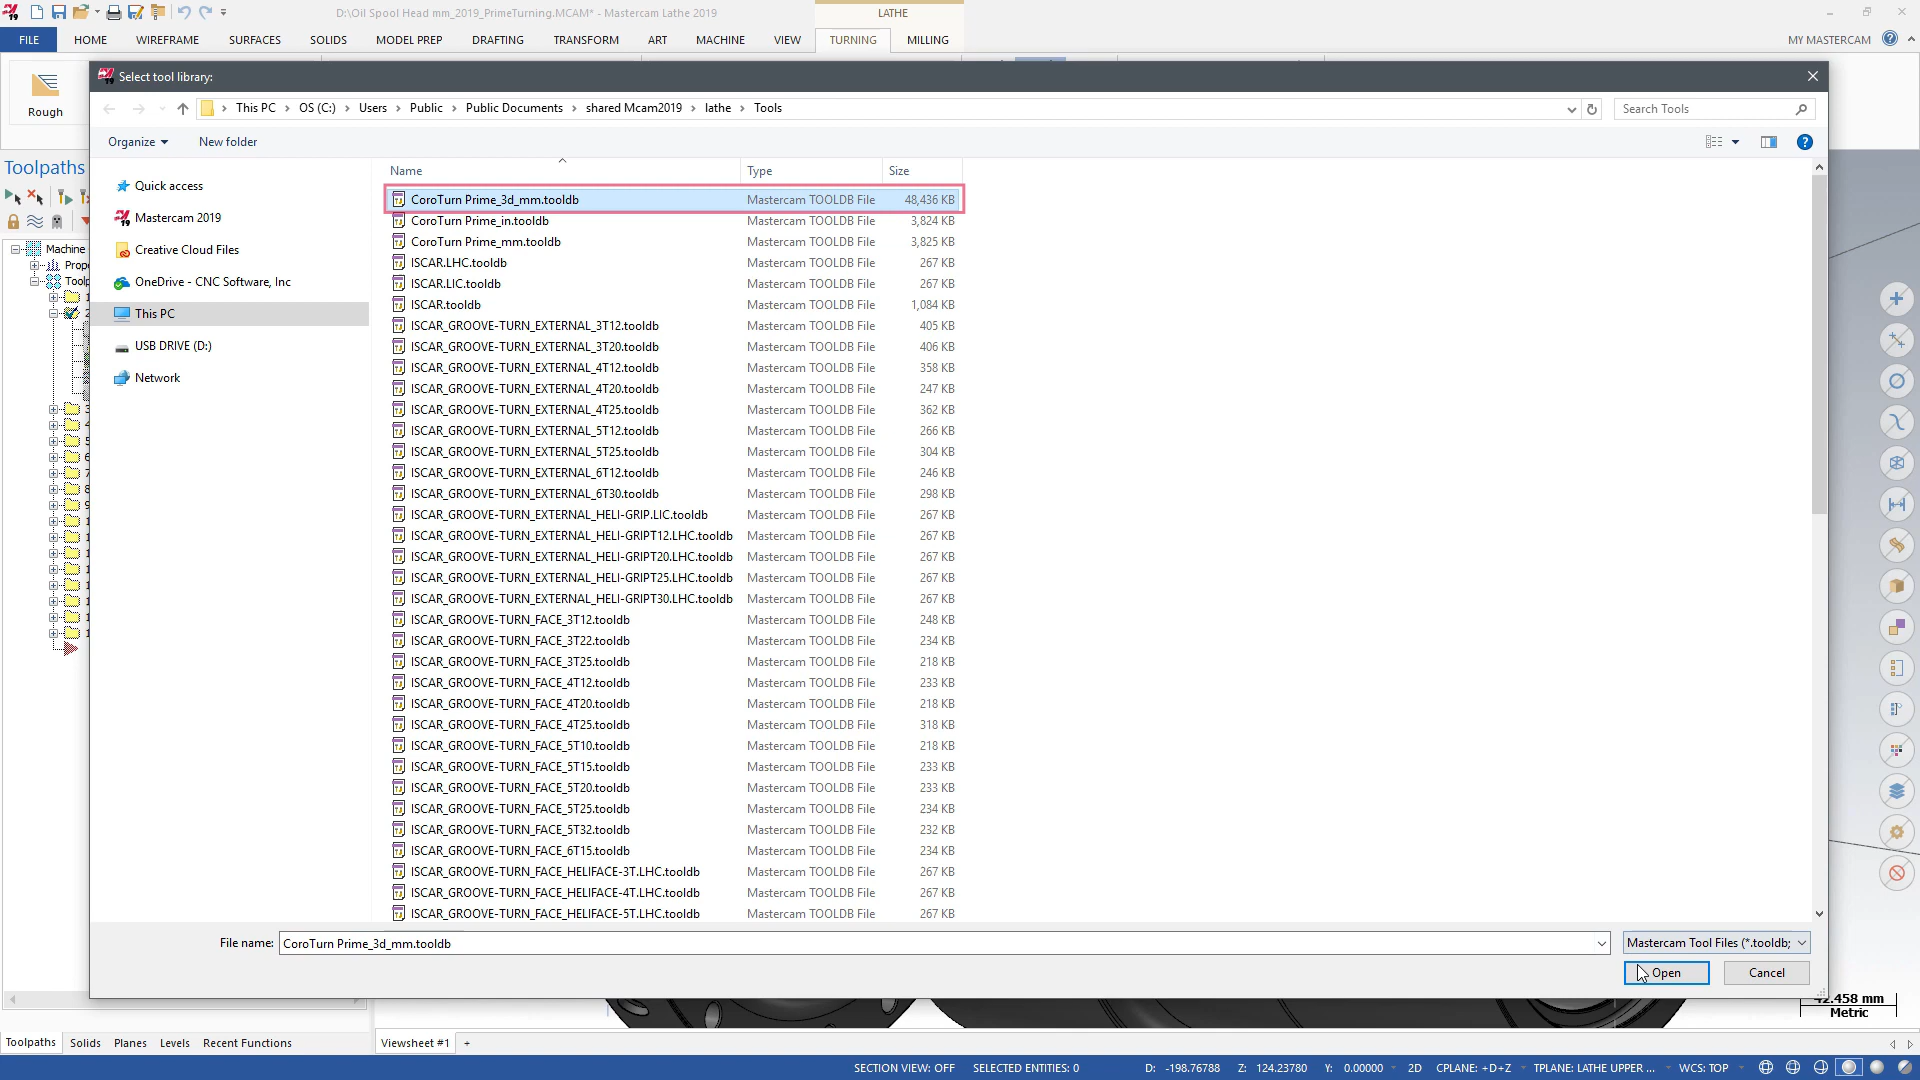 D:\Oil Spool Head mm_2019_PrimeTurning.MCAM* - Mastercam Lathe 2019
LATHE
FILE HOME WIREFRAME SURFACES SOLIDS MODEL PREP DRAFTING TRANSFORM ART MACHINE VIEW TURNING MILLING MY MASTERCAM
Select tool library:
Rough
This PC > OS (C:) > Users > Public > Public Documents > shared Mcam2019 > lathe > Tools
Search Tools
Organize New folder
Toolpaths
Name Type Size
Quick access
Mastercam 2019
Creative Cloud Files
OneDrive - CNC Software, Inc
This PC
USB DRIVE (D:)
Network
Machine
CoroTurn Prime_3d_mm.tooldb Mastercam TOOLDB File 48,436 KB
CoroTurn Prime_in.tooldb Mastercam TOOLDB File 3,824 KB
CoroTurn Prime_mm.tooldb Mastercam TOOLDB File 3,825 KB
ISCAR.LHC.tooldb Mastercam TOOLDB File 267 KB
ISCAR.LIC.tooldb Mastercam TOOLDB File 267 KB
ISCAR.tooldb Mastercam TOOLDB File 1,084 KB
ISCAR_GROOVE-TURN_EXTERNAL_3T12.tooldb Mastercam TOOLDB File 405 KB
ISCAR_GROOVE-TURN_EXTERNAL_3T20.tooldb Mastercam TOOLDB File 406 KB
ISCAR_GROOVE-TURN_EXTERNAL_4T12.tooldb Mastercam TOOLDB File 358 KB
ISCAR_GROOVE-TURN_EXTERNAL_4T20.tooldb Mastercam TOOLDB File 247 KB
ISCAR_GROOVE-TURN_EXTERNAL_4T25.tooldb Mastercam TOOLDB File 362 KB
ISCAR_GROOVE-TURN_EXTERNAL_5T12.tooldb Mastercam TOOLDB File 266 KB
ISCAR_GROOVE-TURN_EXTERNAL_5T25.tooldb Mastercam TOOLDB File 304 KB
ISCAR_GROOVE-TURN_EXTERNAL_6T12.tooldb Mastercam TOOLDB File 246 KB
ISCAR_GROOVE-TURN_EXTERNAL_6T30.tooldb Mastercam TOOLDB File 298 KB
ISCAR_GROOVE-TURN_EXTERNAL_HELI-GRIP.LIC.tooldb Mastercam TOOLDB File 267 KB
ISCAR_GROOVE-TURN_EXTERNAL_HELI-GRIPT12.LHC.tooldb Mastercam TOOLDB File 267 KB
ISCAR_GROOVE-TURN_EXTERNAL_HELI-GRIPT20.LHC.tooldb Mastercam TOOLDB File 267 KB
ISCAR_GROOVE-TURN_EXTERNAL_HELI-GRIPT25.LHC.tooldb Mastercam TOOLDB File 267 KB
ISCAR_GROOVE-TURN_EXTERNAL_HELI-GRIPT30.LHC.tooldb Mastercam TOOLDB File 267 KB
ISCAR_GROOVE-TURN_FACE_3T12.tooldb Mastercam TOOLDB File 248 KB
ISCAR_GROOVE-TURN_FACE_3T22.tooldb Mastercam TOOLDB File 234 KB
ISCAR_GROOVE-TURN_FACE_3T25.tooldb Mastercam TOOLDB File 218 KB
ISCAR_GROOVE-TURN_FACE_4T12.tooldb Mastercam TOOLDB File 233 KB
ISCAR_GROOVE-TURN_FACE_4T20.tooldb Mastercam TOOLDB File 218 KB
ISCAR_GROOVE-TURN_FACE_4T25.tooldb Mastercam TOOLDB File 318 KB
ISCAR_GROOVE-TURN_FACE_5T10.tooldb Mastercam TOOLDB File 218 KB
ISCAR_GROOVE-TURN_FACE_5T15.tooldb Mastercam TOOLDB File 233 KB
ISCAR_GROOVE-TURN_FACE_5T20.tooldb Mastercam TOOLDB File 233 KB
ISCAR_GROOVE-TURN_FACE_5T25.tooldb Mastercam TOOLDB File 234 KB
ISCAR_GROOVE-TURN_FACE_5T32.tooldb Mastercam TOOLDB File 232 KB
ISCAR_GROOVE-TURN_FACE_6T15.tooldb Mastercam TOOLDB File 234 KB
ISCAR_GROOVE-TURN_FACE_HELIFACE-3T.LHC.tooldb Mastercam TOOLDB File 267 KB
ISCAR_GROOVE-TURN_FACE_HELIFACE-4T.LHC.tooldb Mastercam TOOLDB File 267 KB
ISCAR_GROOVE-TURN_FACE_HELIFACE-5T.LHC.tooldb Mastercam TOOLDB File 267 KB
File name: CoroTurn Prime_3d_mm.tooldb Mastercam Tool Files (*.tooldb;
Open Cancel
42.458 mm
Metric
Toolpaths Solids Planes Levels Recent Functions Viewsheet #1 +
SECTION VIEW: OFF SELECTED ENTITIES: 0 D: -198.76788 Z: 124.23780 Y: 0.00000 2D CPLANE: +D+Z TPLANE: LATHE UPPER ... WCS: TOP